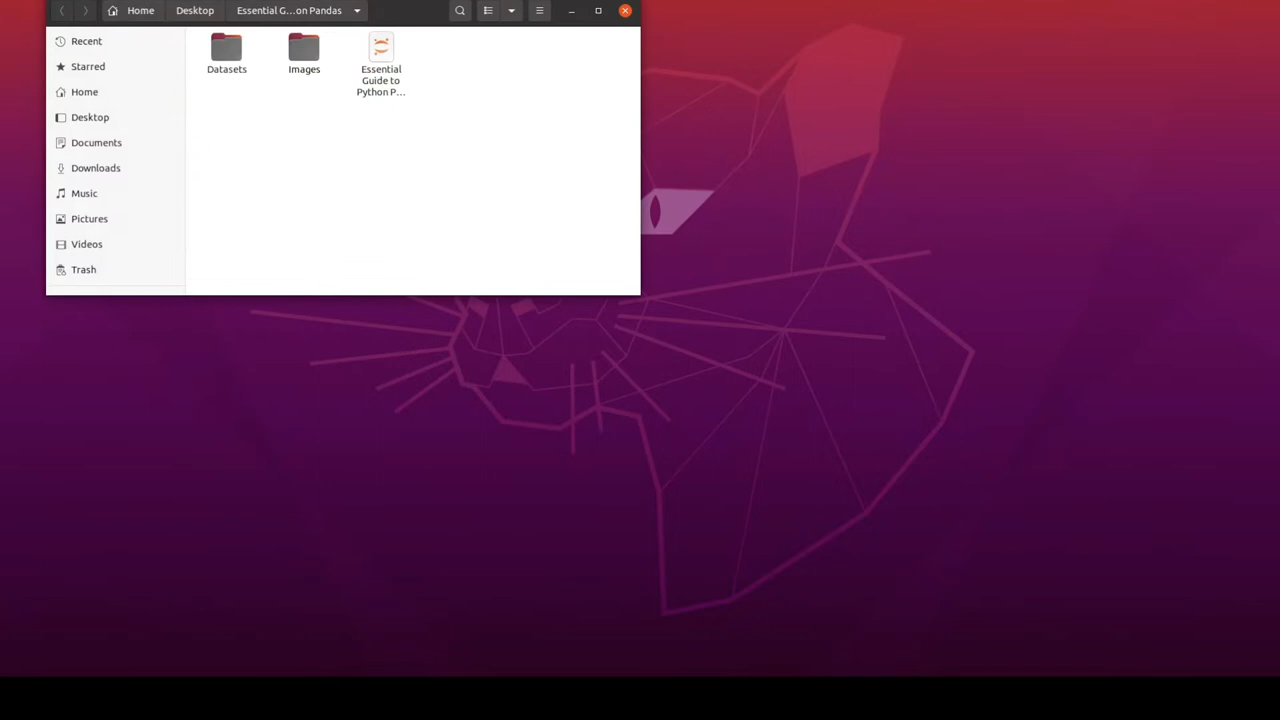 Home Desktop Essential G...on Pandas
Recent
Starred
Home
Desktop
Documents
Downloads
Music
Pictures
Videos
Trash
Datasets
Images
Essential
Guide to
Python P...